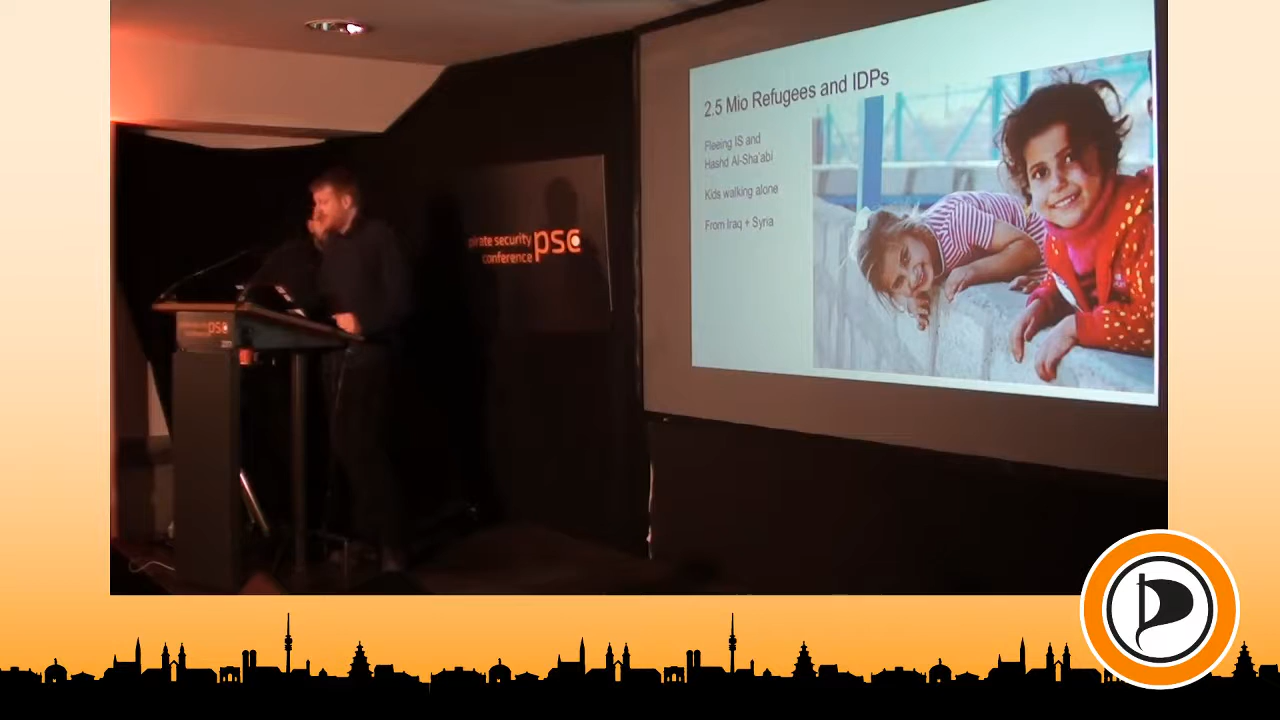 2.5 Mio Refugees and IDPs
Fleeing IS and
Hashd Al-Sha'abi
Kids walking alone
From Iraq + Syria
pirate security
conference
psc
psc